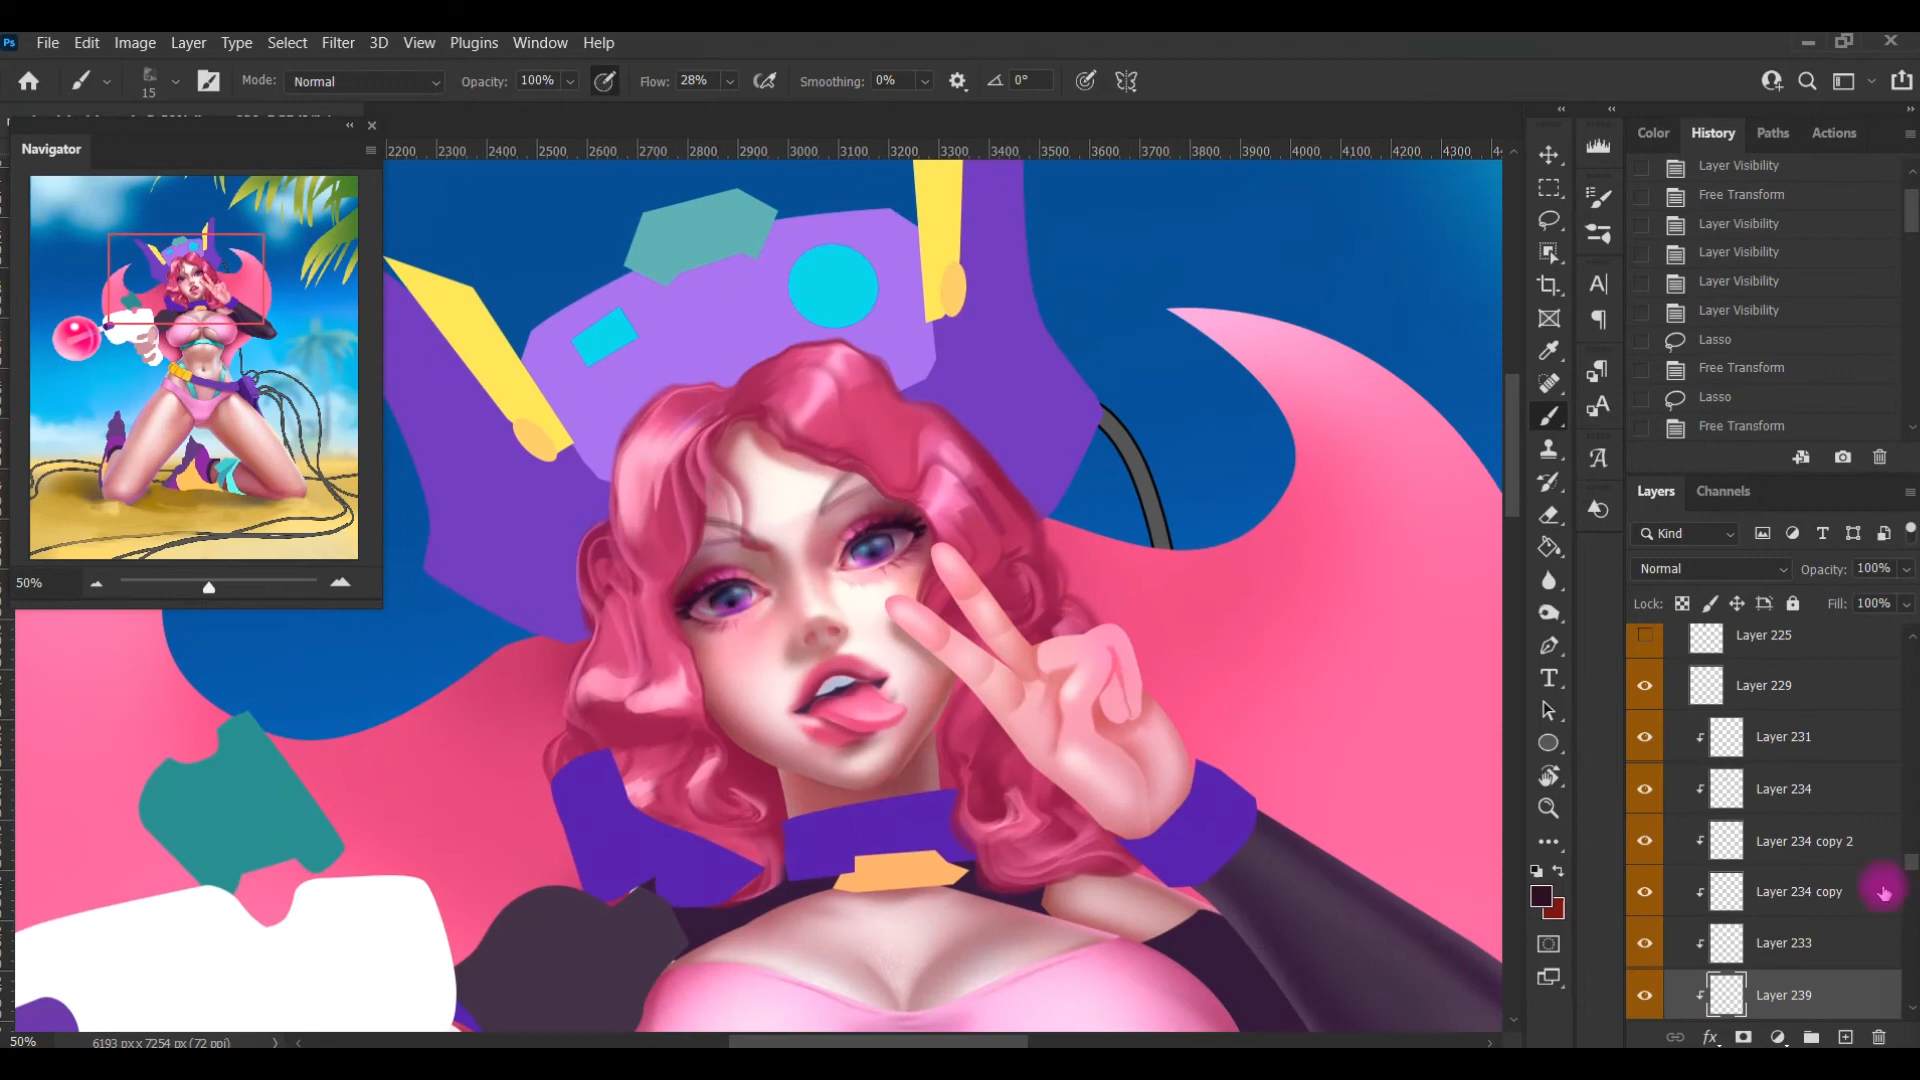 Ps File Edit Image Layer Type Select Filter 3D View Plugins Window Help
15 Mode: Normal Opacity: 100% Flow: 28% Smoothing: 0% 0°
Navigator
2200 2300 2400 2500 2600 2700 2800 2900 3000 3100 3200 3300 3400 3500 3600 3700 3800 3900 4000 4100 4200 4300
50%
Color History Paths Actions
Layer Visibility
Free Transform
Layer Visibility
Layer Visibility
Layer Visibility
Layer Visibility
Lasso
Free Transform
Lasso
Free Transform
Layers Channels
Kind
Normal Opacity: 100%
Lock: Fill: 100%
Layer 225
Layer 229
Layer 231
Layer 234
Layer 234 copy 2
Layer 234 copy
Layer 233
Layer 239
fx
50% 6193 px x 7254 px (72 ppi)